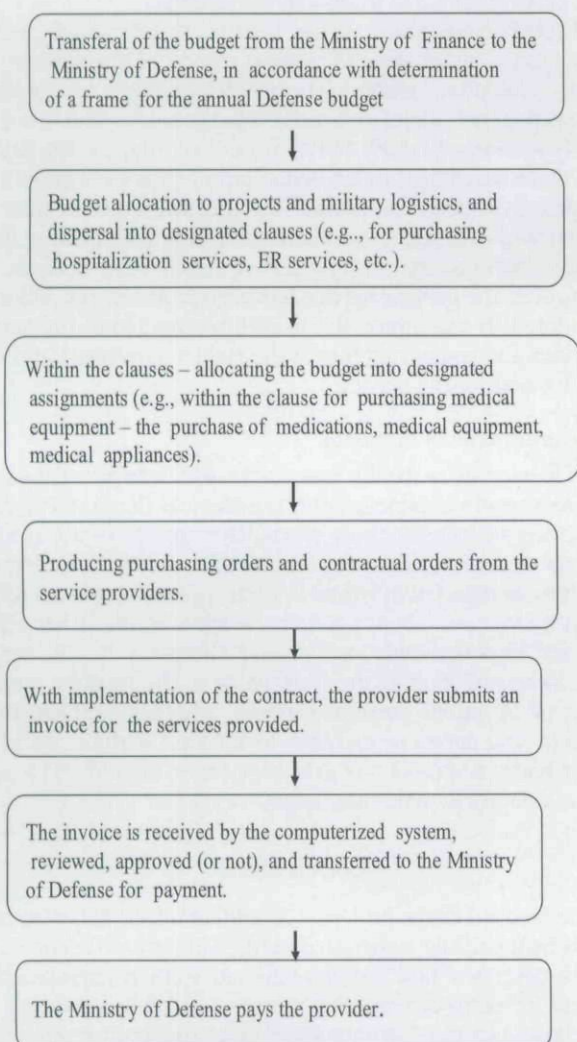 Transferal of the budget from the Ministry of Finance to the
Ministry of Defense, in accordance with determination
of a frame for the annual Defense budget
Budget allocation to projects and military logistics, and
dispersal into designated clauses (e.g.., for purchasing
hospitalization services, ER services, etc.).
Within the clauses – allocating the budget into designated
assignments (e.g., within the clause for purchasing medical
equipment – the purchase of medications, medical equipment,
medical appliances).
Producing purchasing orders and contractual orders from the
service providers.
With implementation of the contract, the provider submits an
invoice for the services provided.
The invoice is received by the computerized system,
reviewed, approved (or not), and transferred to the Ministry
of Defense for payment.
The Ministry of Defense pays the provider.